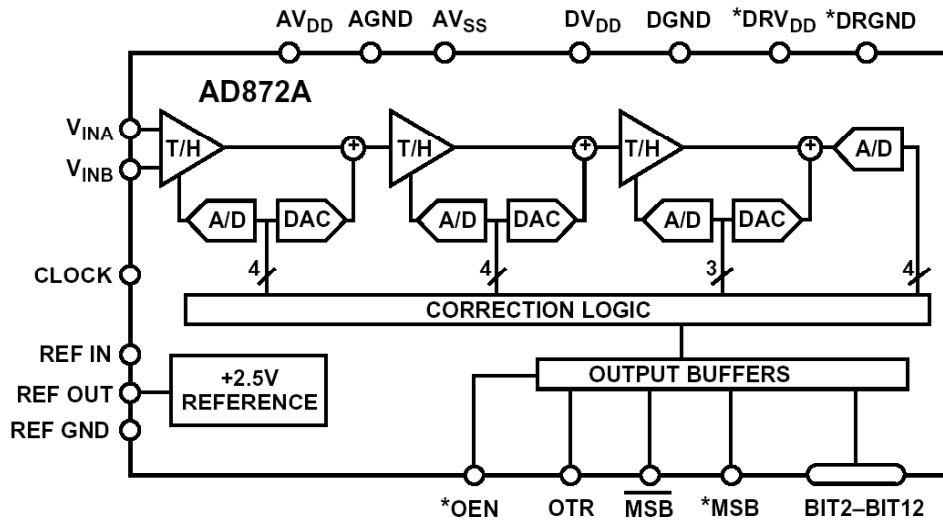 AVDD AGND AVSS DVDD DGND *DRVDD *DRGND
AD872A
VINA
VINB
T/H + T/H + T/H + A/D
A/D DAC A/D DAC A/D DAC
4 4 3 4
CLOCK
CORRECTION LOGIC
REF IN
REF OUT
REF GND
+2.5V
REFERENCE
OUTPUT BUFFERS
*OEN OTR M̅S̅B̅ *MSB BIT2–BIT12